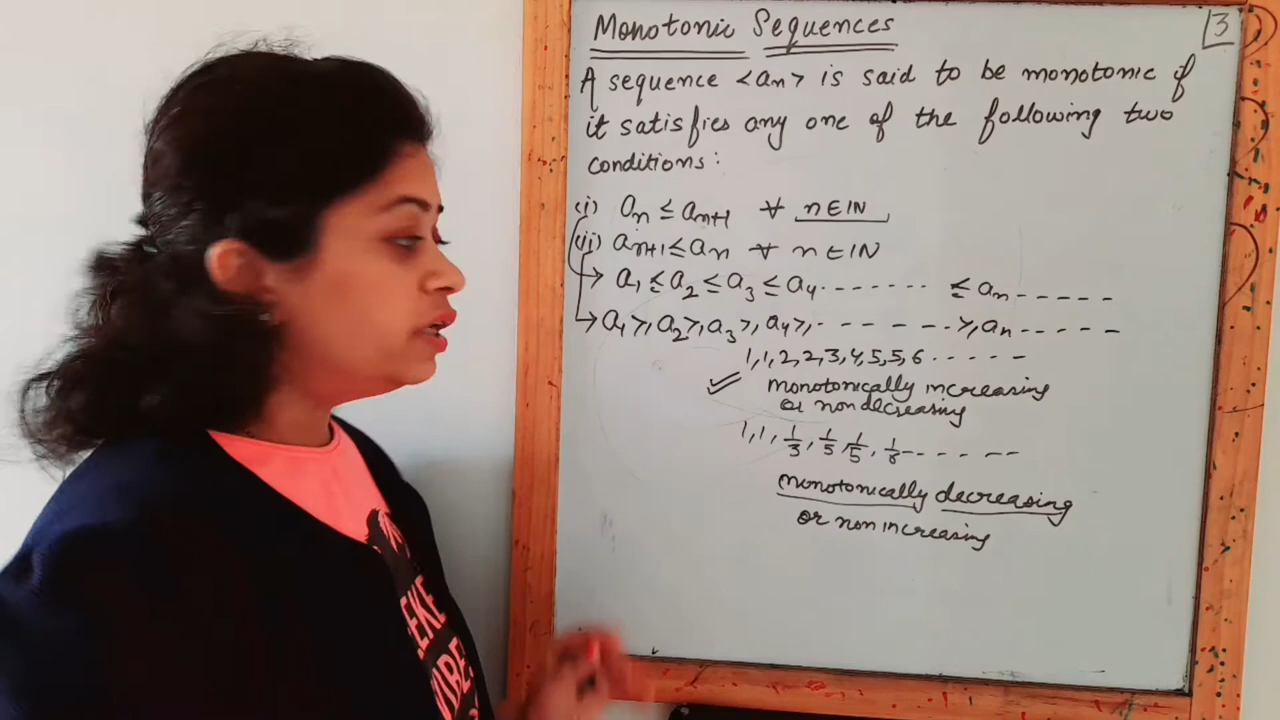 3
Monotonic Sequences
A sequence <an> is said to be monotonic if
it satisfies any one of the following two
conditions:
(i) an ≤ an+1 ∀ n∈IN
(ii) an+1 ≤ an ∀ n∈IN
→ a1 ≤ a2 ≤ a3 ≤ a4 ------- ≤ an -----
→ a1 ≥ a2 ≥ a3 ≥ a4 ≥ ------- ≥ an -----
1,1,2,2,3,4,5,5,6 -----
✓ monotonically increasing
or nondecreasing
1,1, 1/3, 1/5, 1/5, 1/8 ------
monotonically decreasing
or non increasing
EKE
VIBE